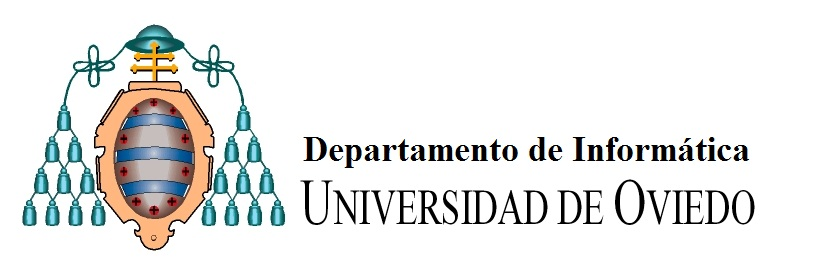 Departamento de Informática
UNIVERSIDAD DE OVIEDO